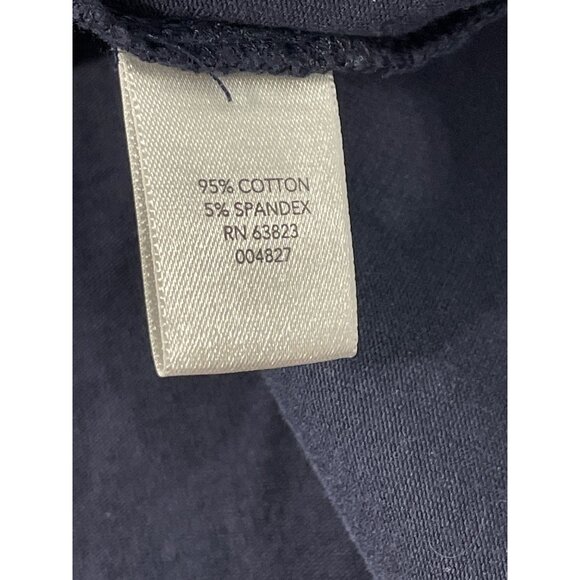 95% COTTON
5% SPANDEX
RN 63823
004827